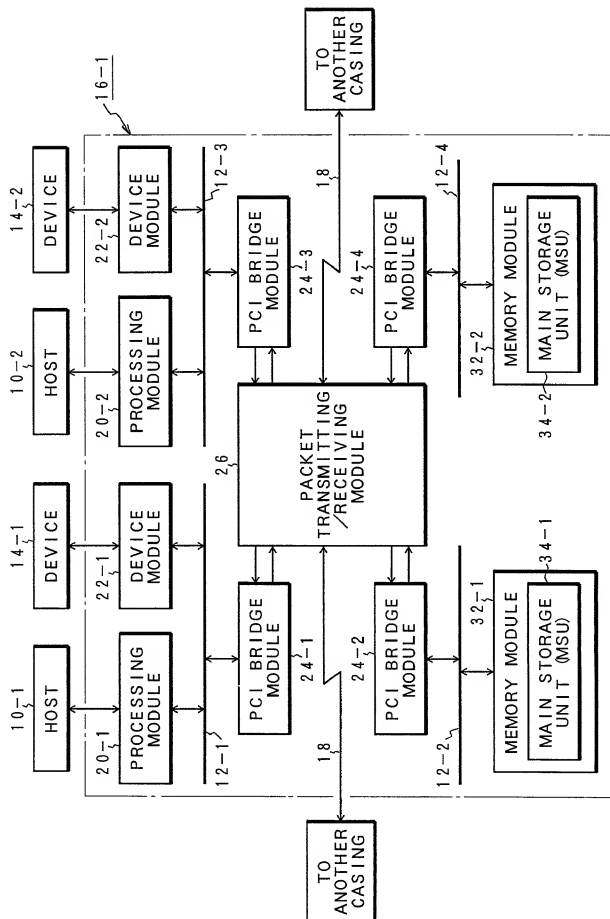 16-1
10-1
14-1
10-2
14-2
HOST
DEVICE
HOST
DEVICE
20-1
22-1
20-2
22-2
PROCESSING
MODULE
DEVICE
MODULE
PROCESSING
MODULE
DEVICE
MODULE
12-1
12-3
PCI BRIDGE
MODULE
24-1
26
PCI BRIDGE
MODULE
24-3
TO
ANOTHER
CASING
18
PACKET
TRANSMITTING
/RECEIVING
MODULE
18
TO
ANOTHER
CASING
PCI BRIDGE
MODULE
24-2
PCI BRIDGE
MODULE
24-4
12-2
12-4
32-1
MEMORY MODULE
MAIN STORAGE
UNIT (MSU)
34-1
32-2
MEMORY MODULE
MAIN STORAGE
UNIT (MSU)
34-2